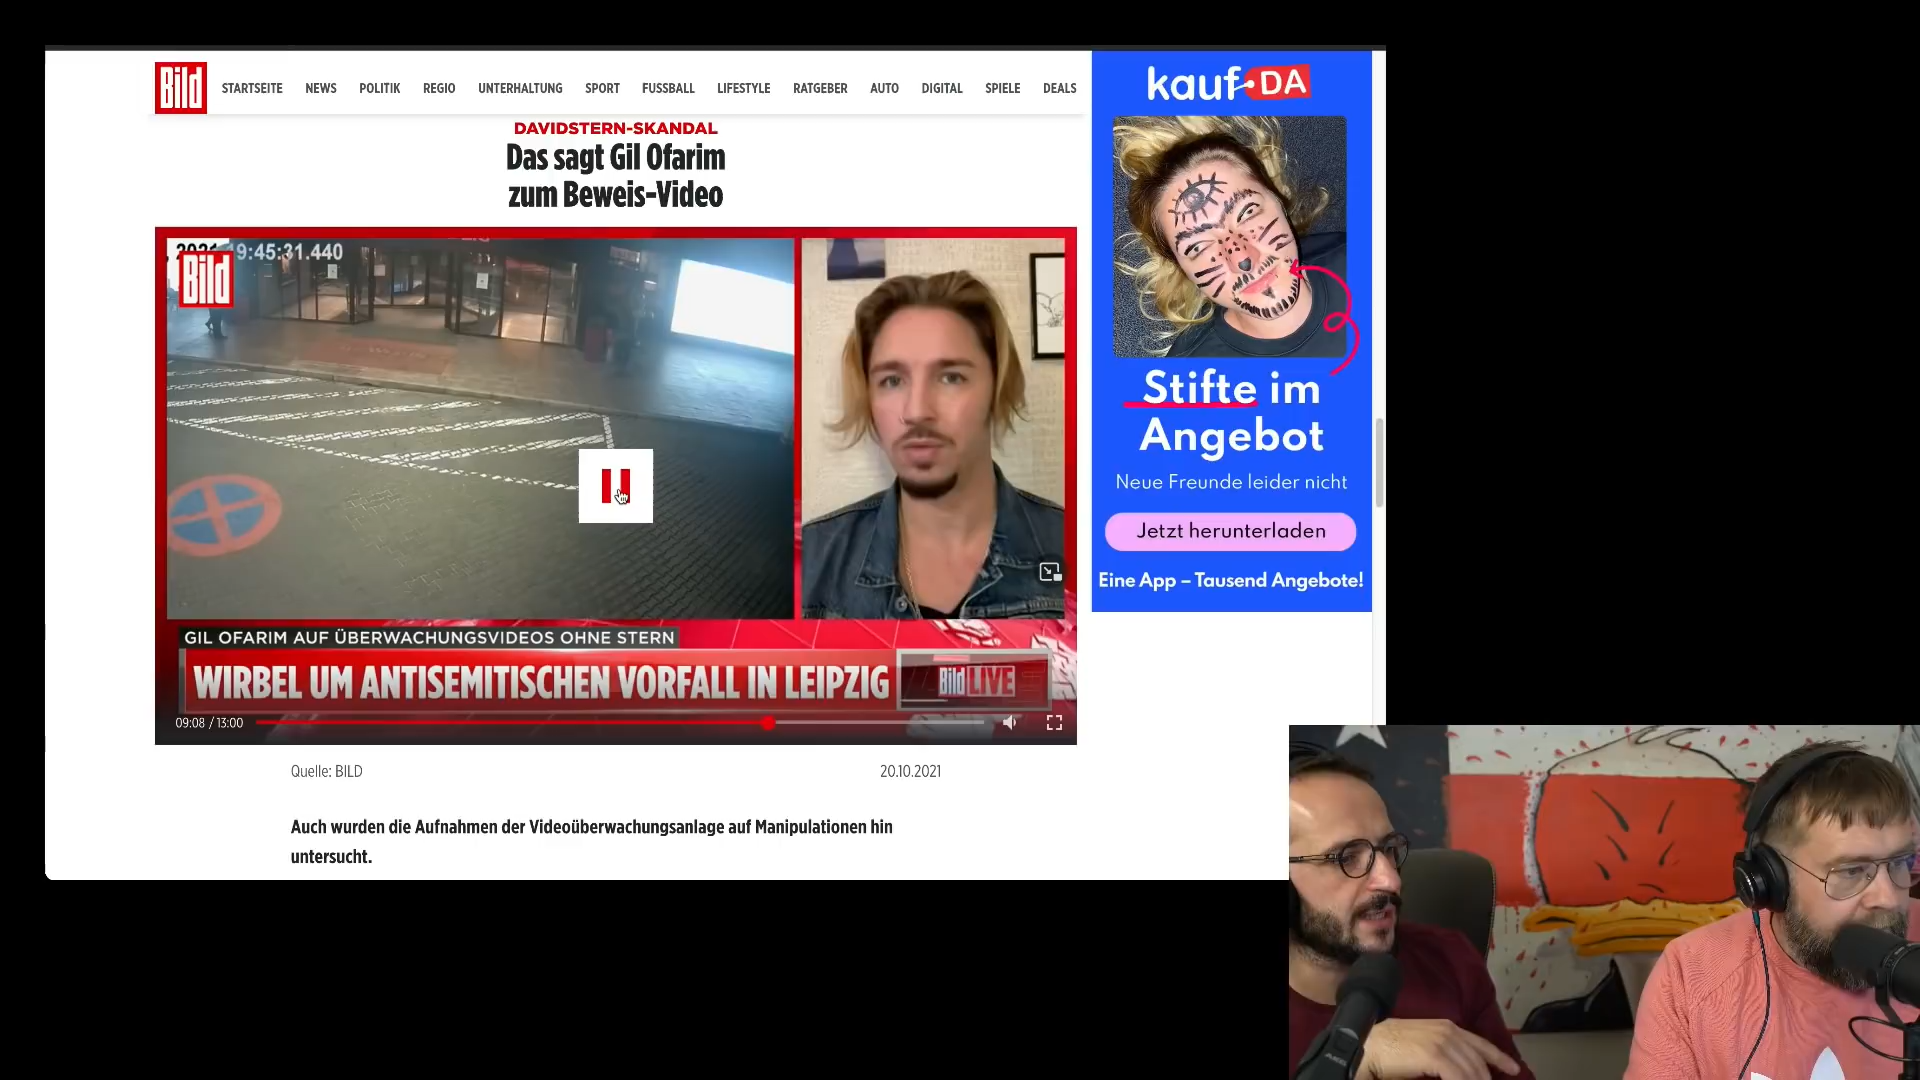 Bild
STARTSEITE NEWS POLITIK REGIO UNTERHALTUNG SPORT FUSSBALL LIFESTYLE RATGEBER AUTO DIGITAL SPIELE DEALS
DAVIDSTERN-SKANDAL
Das sagt Gil Ofarim
zum Beweis-Video
9:45:31.440
Bild
GIL OFARIM AUF ÜBERWACHUNGSVIDEOS OHNE STERN
WIRBEL UM ANTISEMITISCHEN VORFALL IN LEIPZIG
Bild LIVE
09:08 / 13:00
Quelle: BILD
20.10.2021
Auch wurden die Aufnahmen der Videoüberwachungsanlage auf Manipulationen hin
untersucht.
kaufDA
Stifte im
Angebot
Neue Freunde leider nicht
Jetzt herunterladen
Eine App – Tausend Angebote!